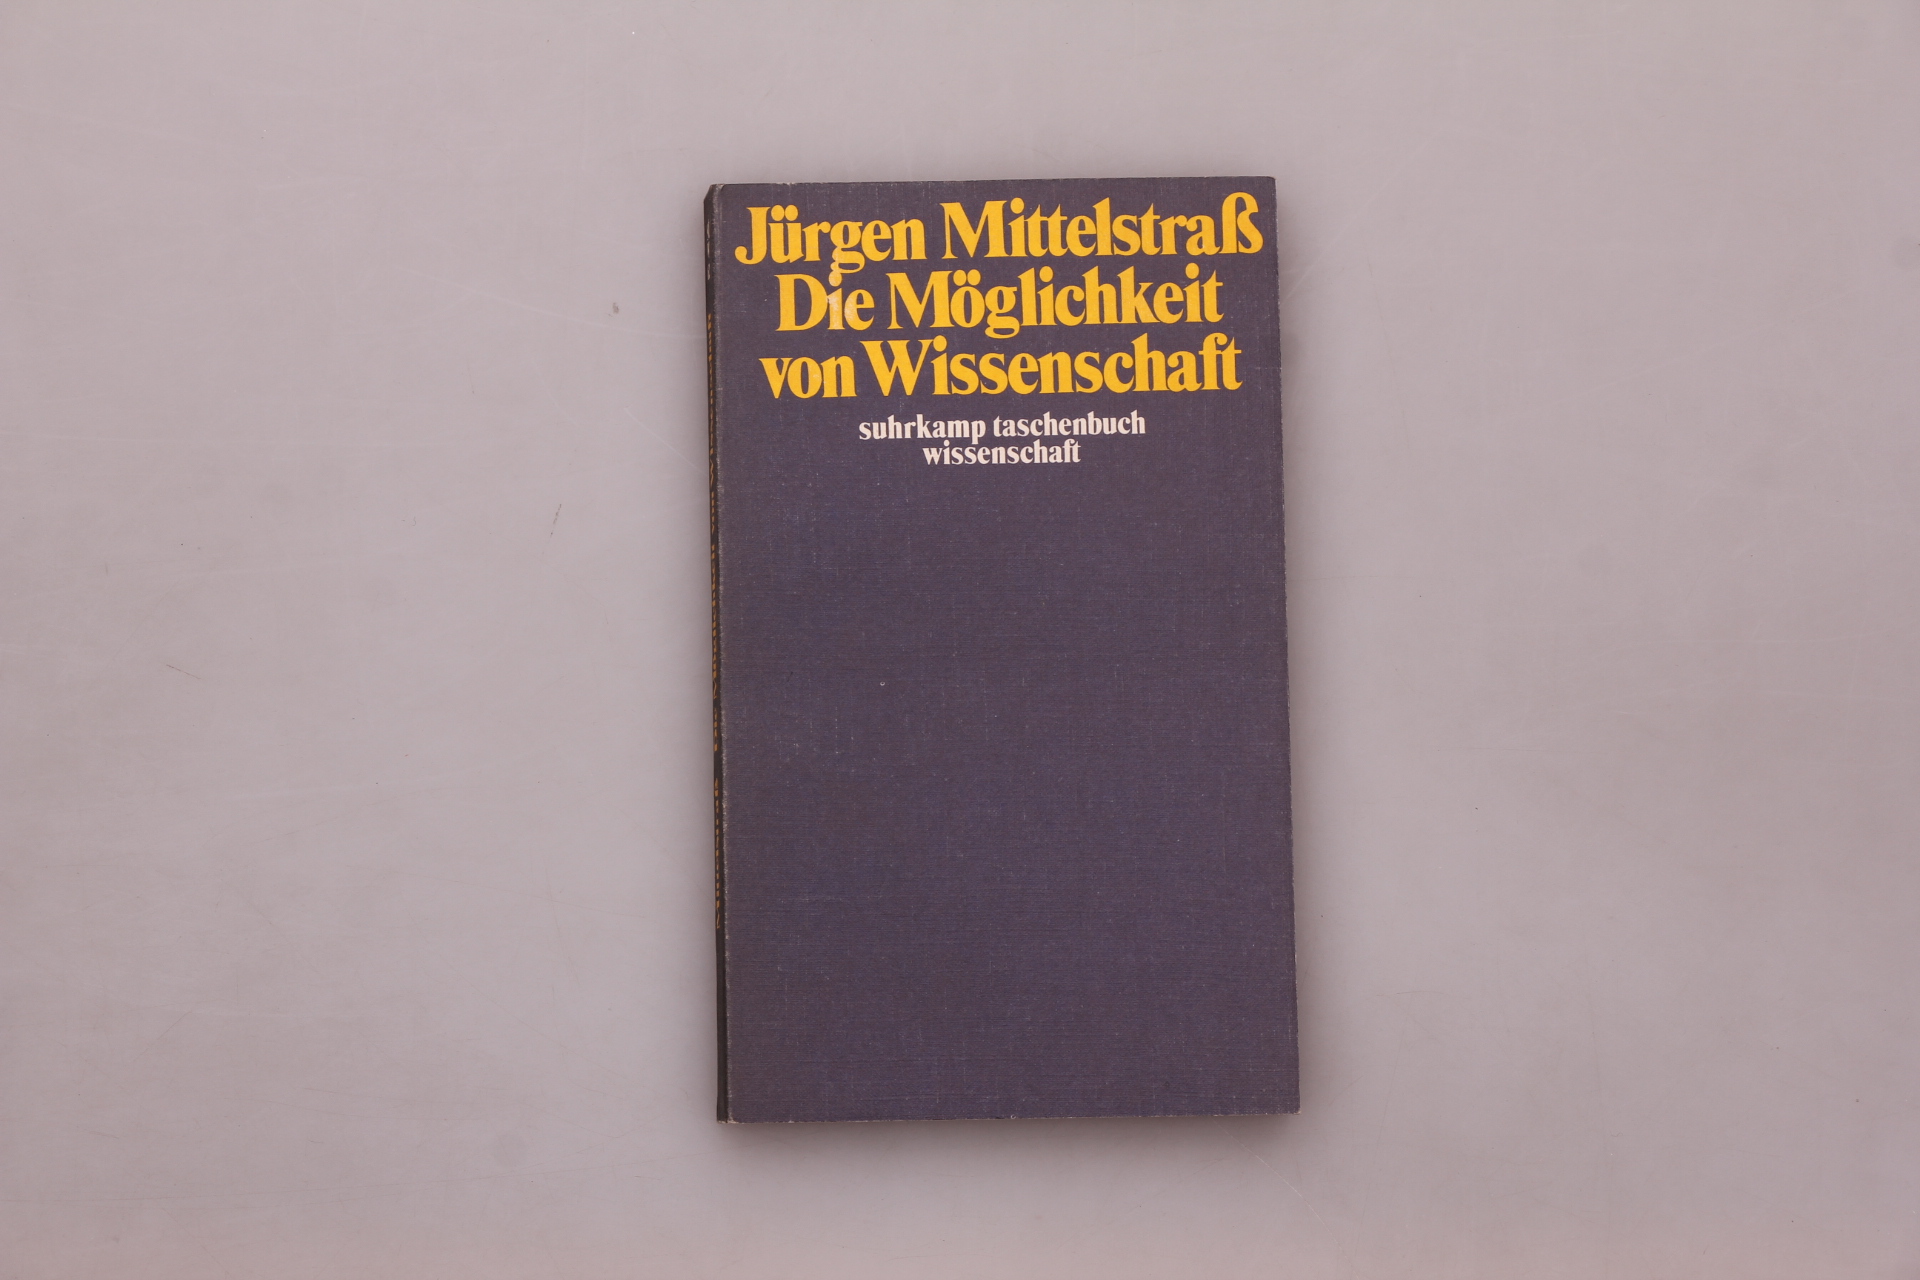 Jürgen Mittelstraß
Die Möglichkeit
von Wissenschaft
suhrkamp taschenbuch
wissenschaft